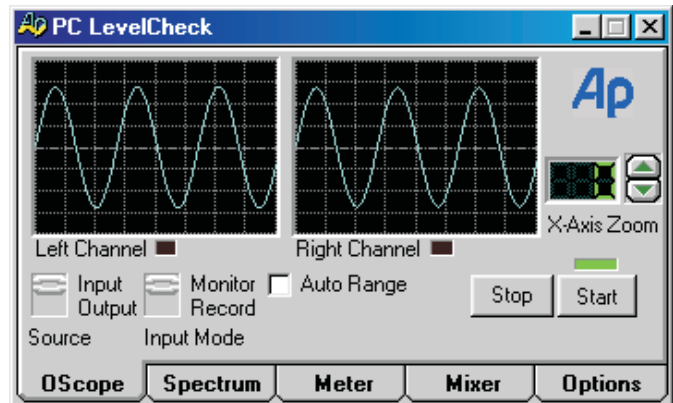 Ap PC LevelCheck
Ap
X-Axis Zoom
Left Channel
Right Channel
Input
Output
Monitor
Record
Auto Range
Stop
Start
Source
Input Mode
OScope
Spectrum
Meter
Mixer
Options